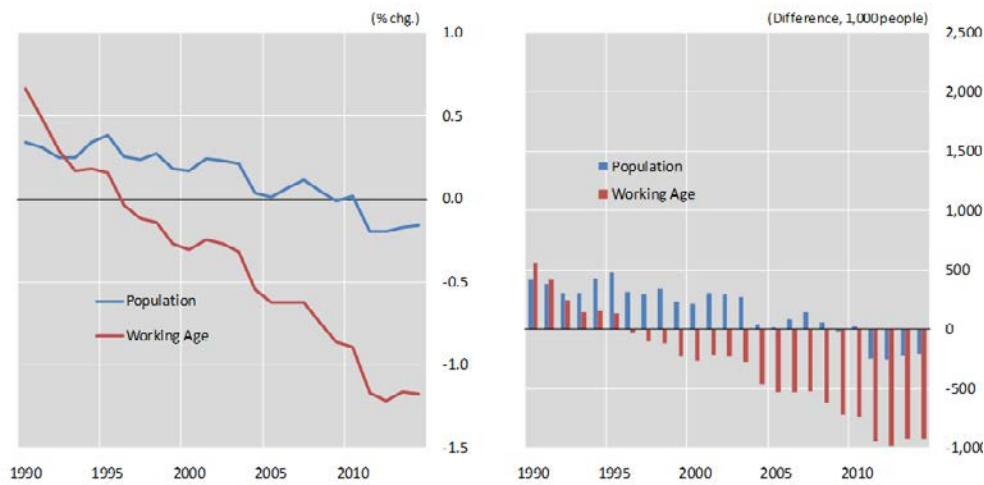 (% chg.)
1.0
0.5
0.0
-0.5
-1.0
-1.5
Population
Working Age
1990 1995 2000 2005 2010
(Difference, 1,000 people)
2,500
2,000
1,500
1,000
500
0
-500
-1,000
Population
Working Age
1990 1995 2000 2005 2010